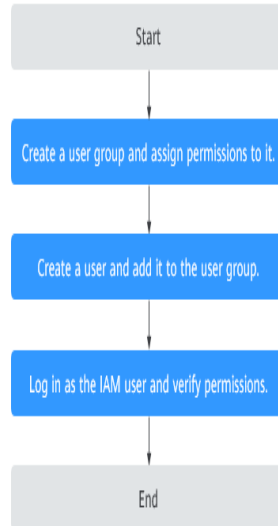 Start
Create a user group and assign permissions to it.
Create a user and add it to the user group.
Log in as the IAM user and verify permissions.
End